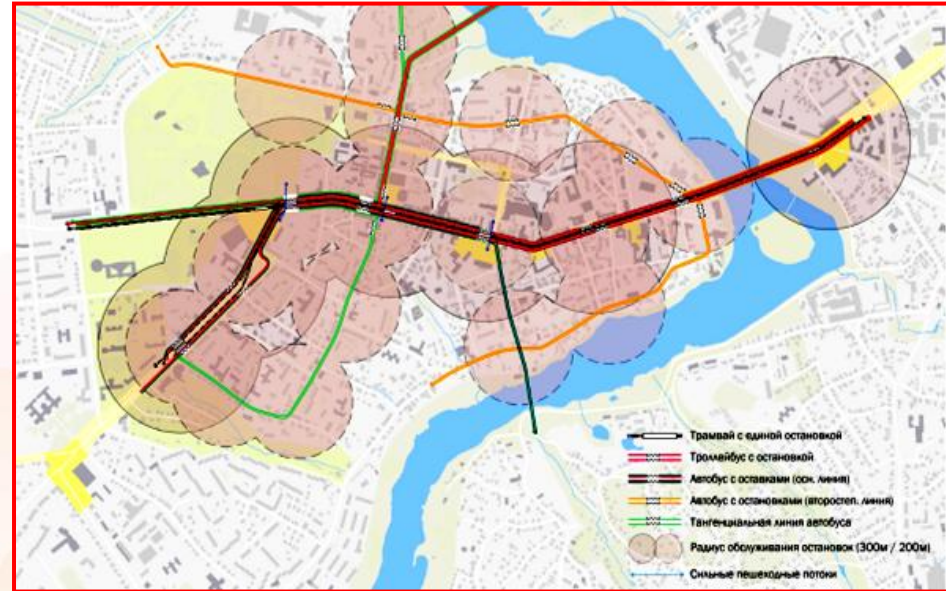 Трамвай с единой остановкой
Троллейбус с остановкой
Автобус с оставками (осн. линия)
Автобус с остановками (второстеп. линия)
Тангенциальная линия автобуса
Радиус обслуживания остановок (300м / 200м)
Сильные пешеходные потоки